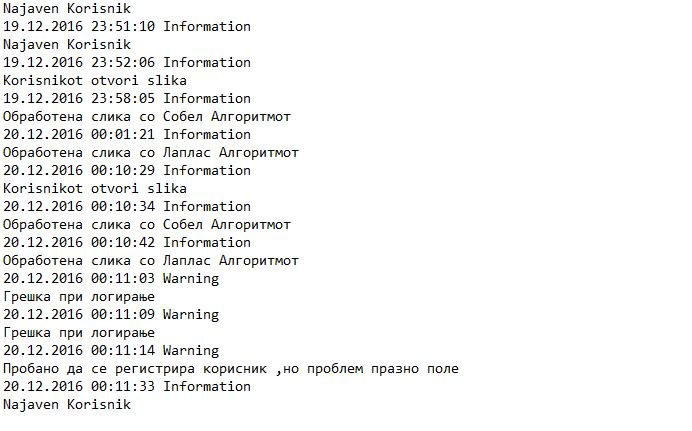 Najaven Korisnik
19.12.2016 23:51:10 Information
Najaven Korisnik
19.12.2016 23:52:06 Information
Korisnikot otvori slika
19.12.2016 23:58:05 Information
Обработена слика со Собел Алгоритмот
20.12.2016 00:01:21 Information
Обработена слика со Лаплас Алгоритмот
20.12.2016 00:10:29 Information
Korisnikot otvori slika
20.12.2016 00:10:34 Information
Обработена слика со Собел Алгоритмот
20.12.2016 00:10:42 Information
Обработена слика со Лаплас Алгоритмот
20.12.2016 00:11:03 Warning
Грешка при логирање
20.12.2016 00:11:09 Warning
Грешка при логирање
20.12.2016 00:11:14 Warning
Пробано да се регистрира корисник ,но проблем празно поле
20.12.2016 00:11:33 Information
Najaven Korisnik